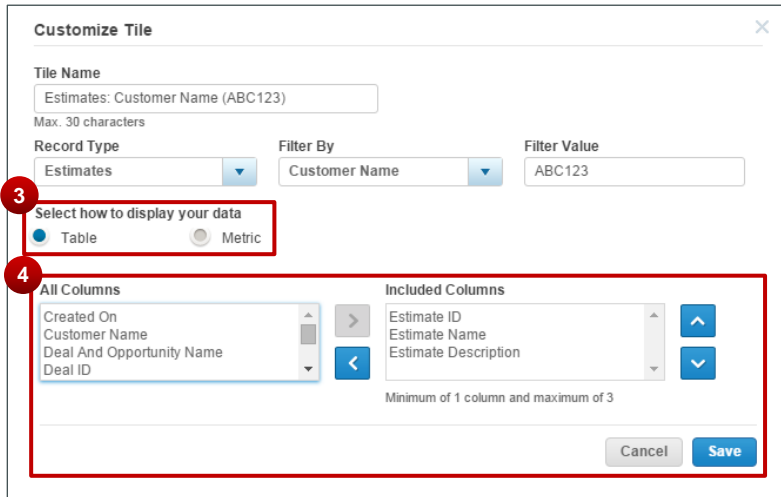 Customize Tile
Tile Name
Estimates: Customer Name (ABC123)
Max. 30 characters
Record Type Filter By Filter Value
Estimates Customer Name ABC123
3
Select how to display your data
Table Metric
4
All Columns Included Columns
Created On Estimate ID
Customer Name Estimate Name
Deal And Opportunity Name Estimate Description
Deal ID
Minimum of 1 column and maximum of 3
Cancel Save